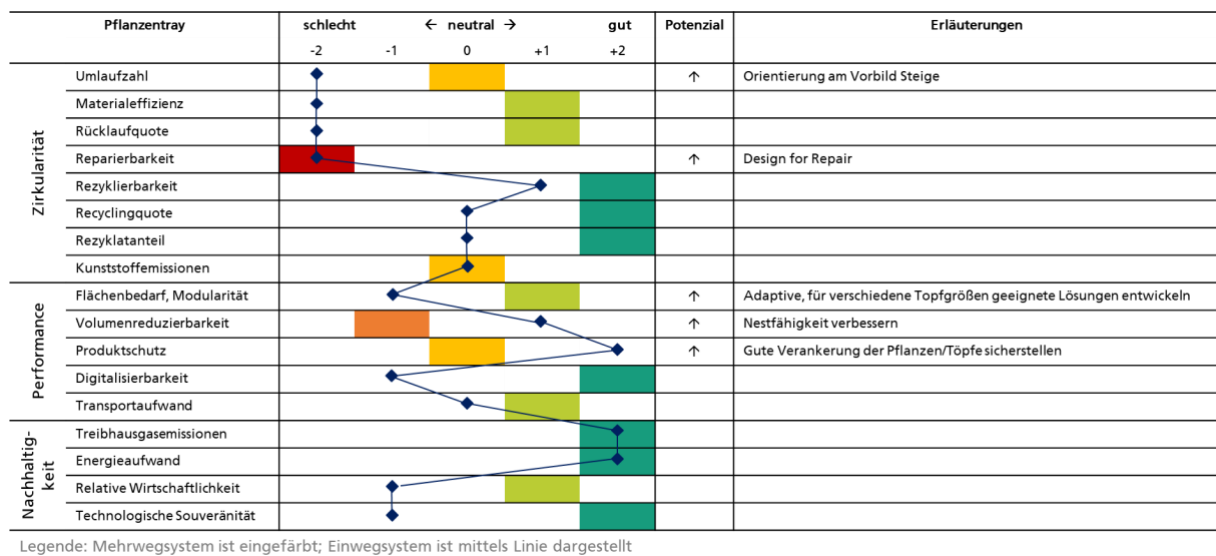 Pflanzentray schlecht ← neutral → gut Potenzial Erläuterungen
-2 -1 0 +1 +2
Zirkularität
Umlaufzahl ↑ Orientierung am Vorbild Steige
Materialeffizienz
Rücklaufquote
Reparierbarkeit ↑ Design for Repair
Rezyklierbarkeit
Recyclingquote
Rezyklatanteil
Kunststoffemissionen
Performance
Flächenbedarf, Modularität ↑ Adaptive, für verschiedene Topfgrößen geeignete Lösungen entwickeln
Volumenreduzierbarkeit ↑ Nestfähigkeit verbessern
Produktschutz ↑ Gute Verankerung der Pflanzen/Töpfe sicherstellen
Digitalisierbarkeit
Transportaufwand
Nachhaltig-
keit
Treibhausgasemissionen
Energieaufwand
Relative Wirtschaftlichkeit
Technologische Souveränität
Legende: Mehrwegsystem ist eingefärbt; Einwegsystem ist mittels Linie dargestellt